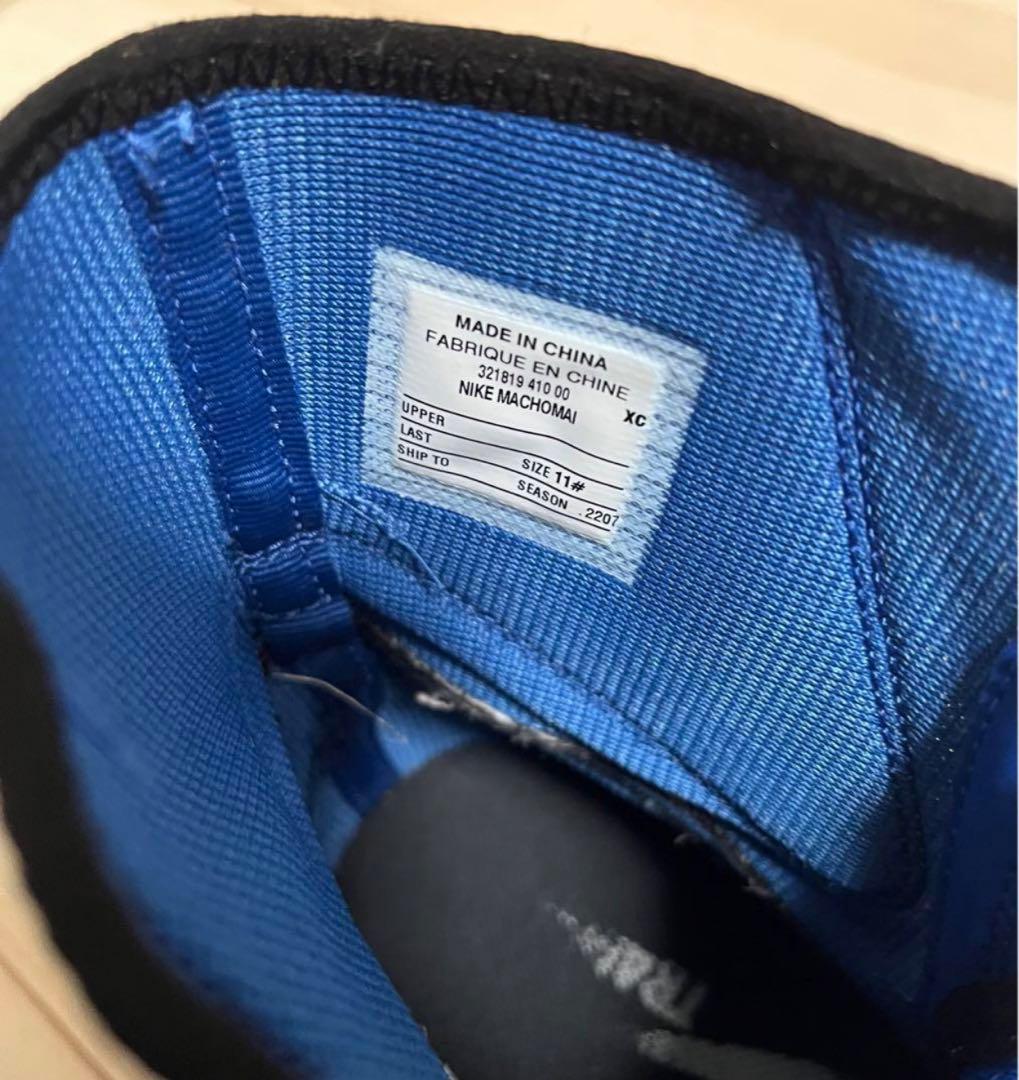 MADE IN CHINA
FABRIQUE EN CHINE
321819 410 00
NIKE MACHOMAI XC
UPPER
LAST SIZE 11#
SHIP TO SEASON . 2207